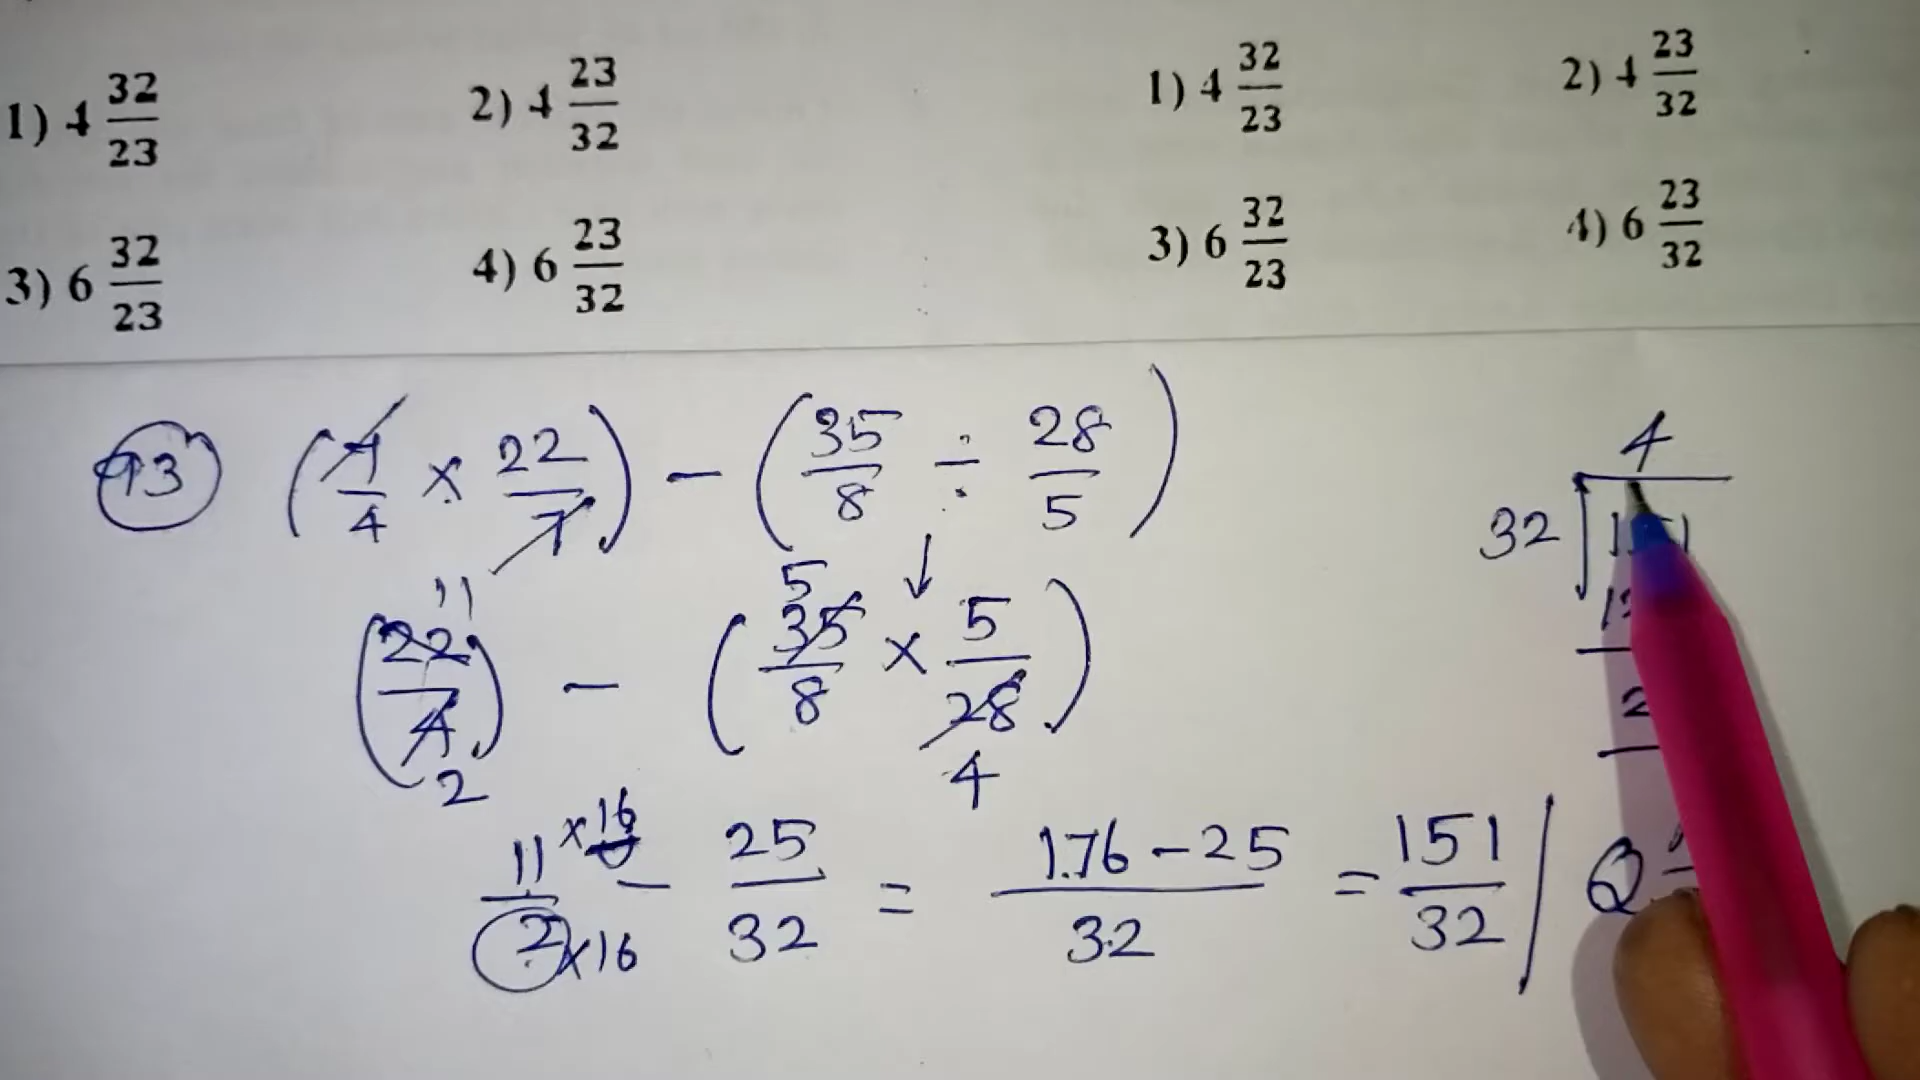 1) 4 32/23 2) 4 23/32 1) 4 32/23 2) 4 23/32
3) 6 32/23 4) 6 23/32 3) 6 32/23 4) 6 23/32
93 (7/4 × 22/7) - (35/8 ÷ 28/5)
11 5
(22/4) - (35/8 × 5/28)
2 4
11 ×16/2 ×16 - 25/32 = 176 - 25/32 = 151/32 Q
4
32